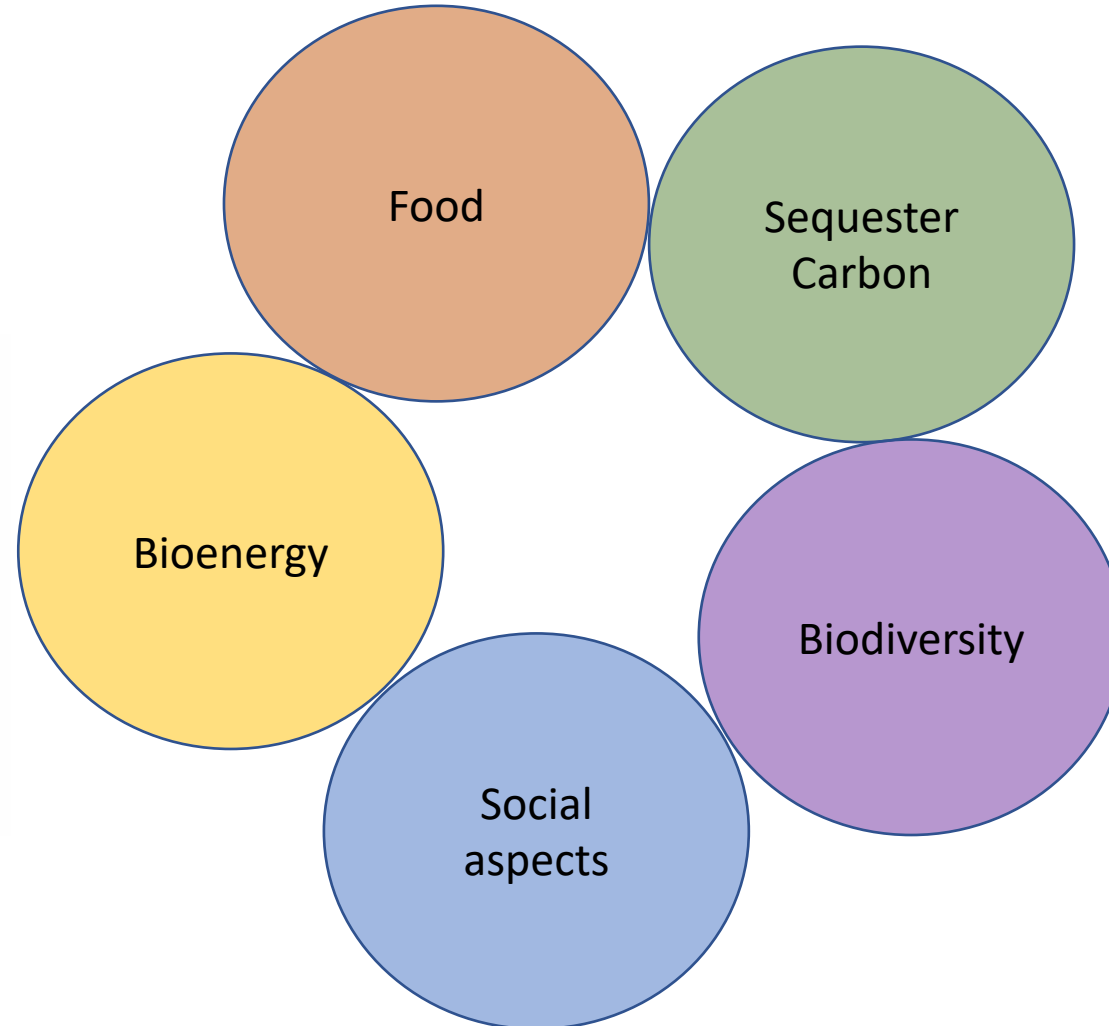 Food
Sequester
Carbon
Bioenergy
Biodiversity
Social
aspects